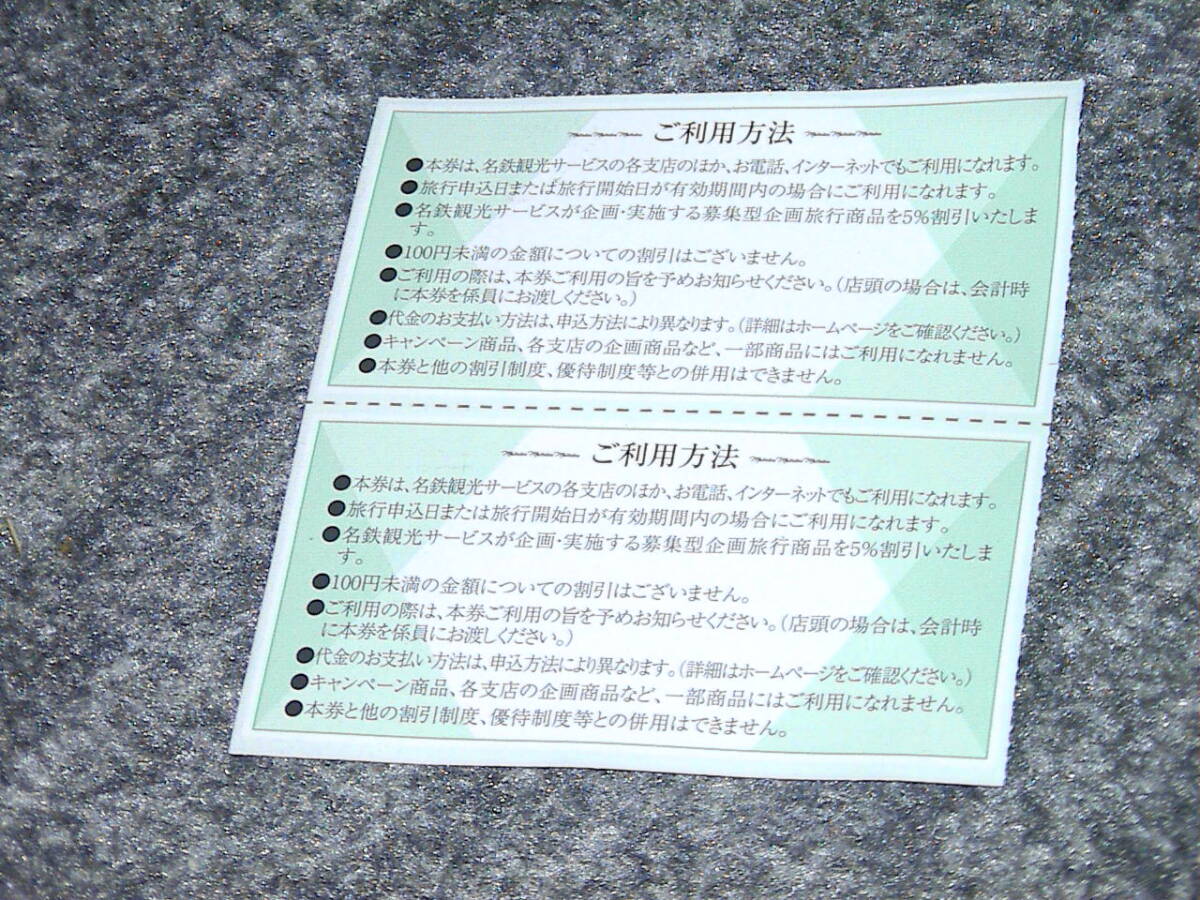 ご利用方法
●本券は、名鉄観光サービスの各支店のほか、お電話、インターネットでもご利用になれます。
●旅行申込日または旅行開始日が有効期間内の場合にご利用になれます。
●名鉄観光サービスが企画・実施する募集型企画旅行商品を5%割引いたしま
す。
●100円未満の金額についての割引はございません。
●ご利用の際は、本券ご利用の旨を予めお知らせください。(店頭の場合は、会計時
に本券を係員にお渡しください。)
●代金のお支払い方法は、申込方法により異なります。(詳細はホームページをご確認ください。)
●キャンペーン商品、各支店の企画商品など、一部商品にはご利用になれません。
●本券と他の割引制度、優待制度等との併用はできません。
ご利用方法
●本券は、名鉄観光サービスの各支店のほか、お電話、インターネットでもご利用になれます。
●旅行申込日または旅行開始日が有効期間内の場合にご利用になれます。
●名鉄観光サービスが企画・実施する募集型企画旅行商品を5%割引いたしま
す。
●100円未満の金額についての割引はございません。
●ご利用の際は、本券ご利用の旨を予めお知らせください。(店頭の場合は、会計時
に本券を係員にお渡しください。)
●代金のお支払い方法は、申込方法により異なります。(詳細はホームページをご確認ください。)
●キャンペーン商品、各支店の企画商品など、一部商品にはご利用になれません。
●本券と他の割引制度、優待制度等との併用はできません。